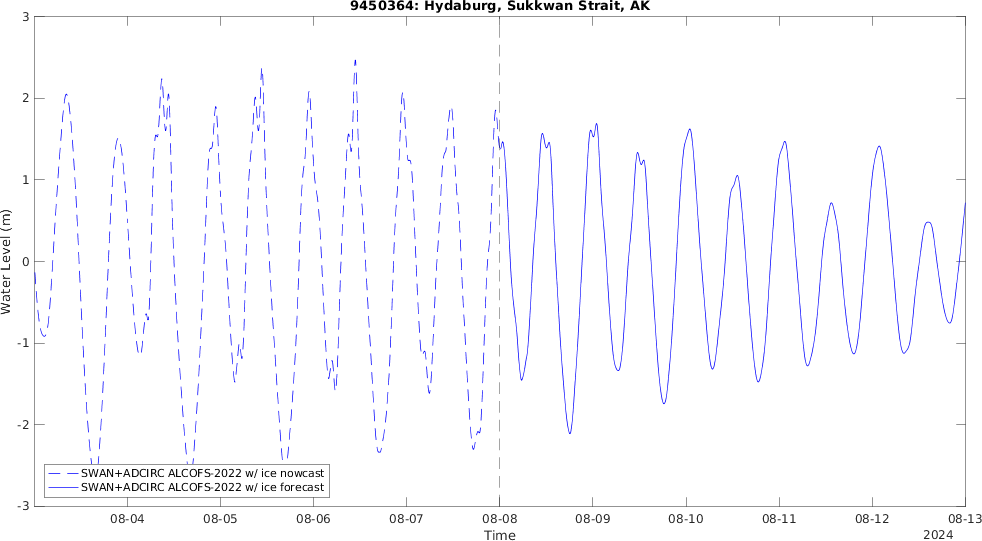 9450364: Hydaburg, Sukkwan Strait, AK
3
2
1
0
-1
-2
-3
Water Level (m)
SWAN+ADCIRC ALCOFS-2022 w/ ice nowcast
SWAN+ADCIRC ALCOFS-2022 w/ ice forecast
08-04 08-05 08-06 08-07 08-08 08-09 08-10 08-11 08-12 08-13
Time
2024